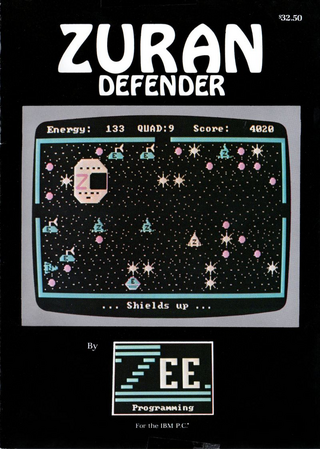 $32.50
ZURAN
DEFENDER
Energy: 133 QUAD:9 Score: 4020
Z
... Shields up ...
By
ZEE
Programming
For the IBM P.C.